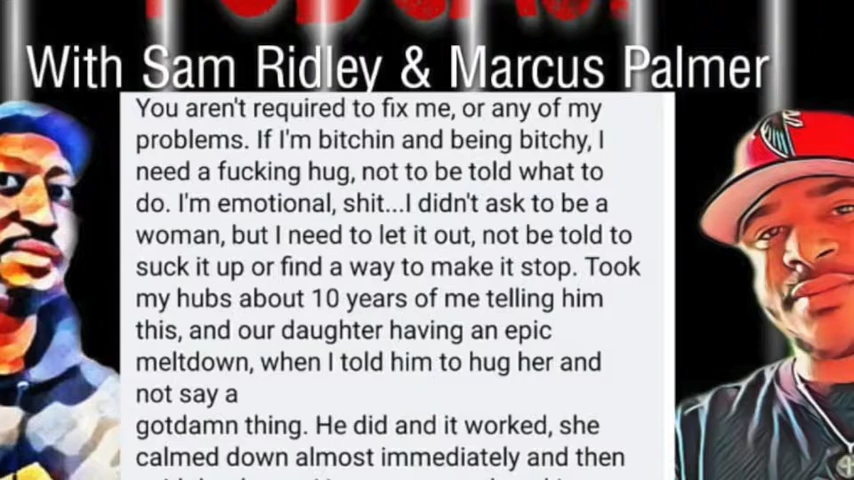 With Sam Ridley & Marcus Palmer
You aren't required to fix me, or any of my
problems. If I'm bitchin and being bitchy, I
need a fucking hug, not to be told what to
do. I'm emotional, shit...I didn't ask to be a
woman, but I need to let it out, not be told to
suck it up or find a way to make it stop. Took
my hubs about 10 years of me telling him
this, and our daughter having an epic
meltdown, when I told him to hug her and
not say a
gotdamn thing. He did and it worked, she
calmed down almost immediately and then